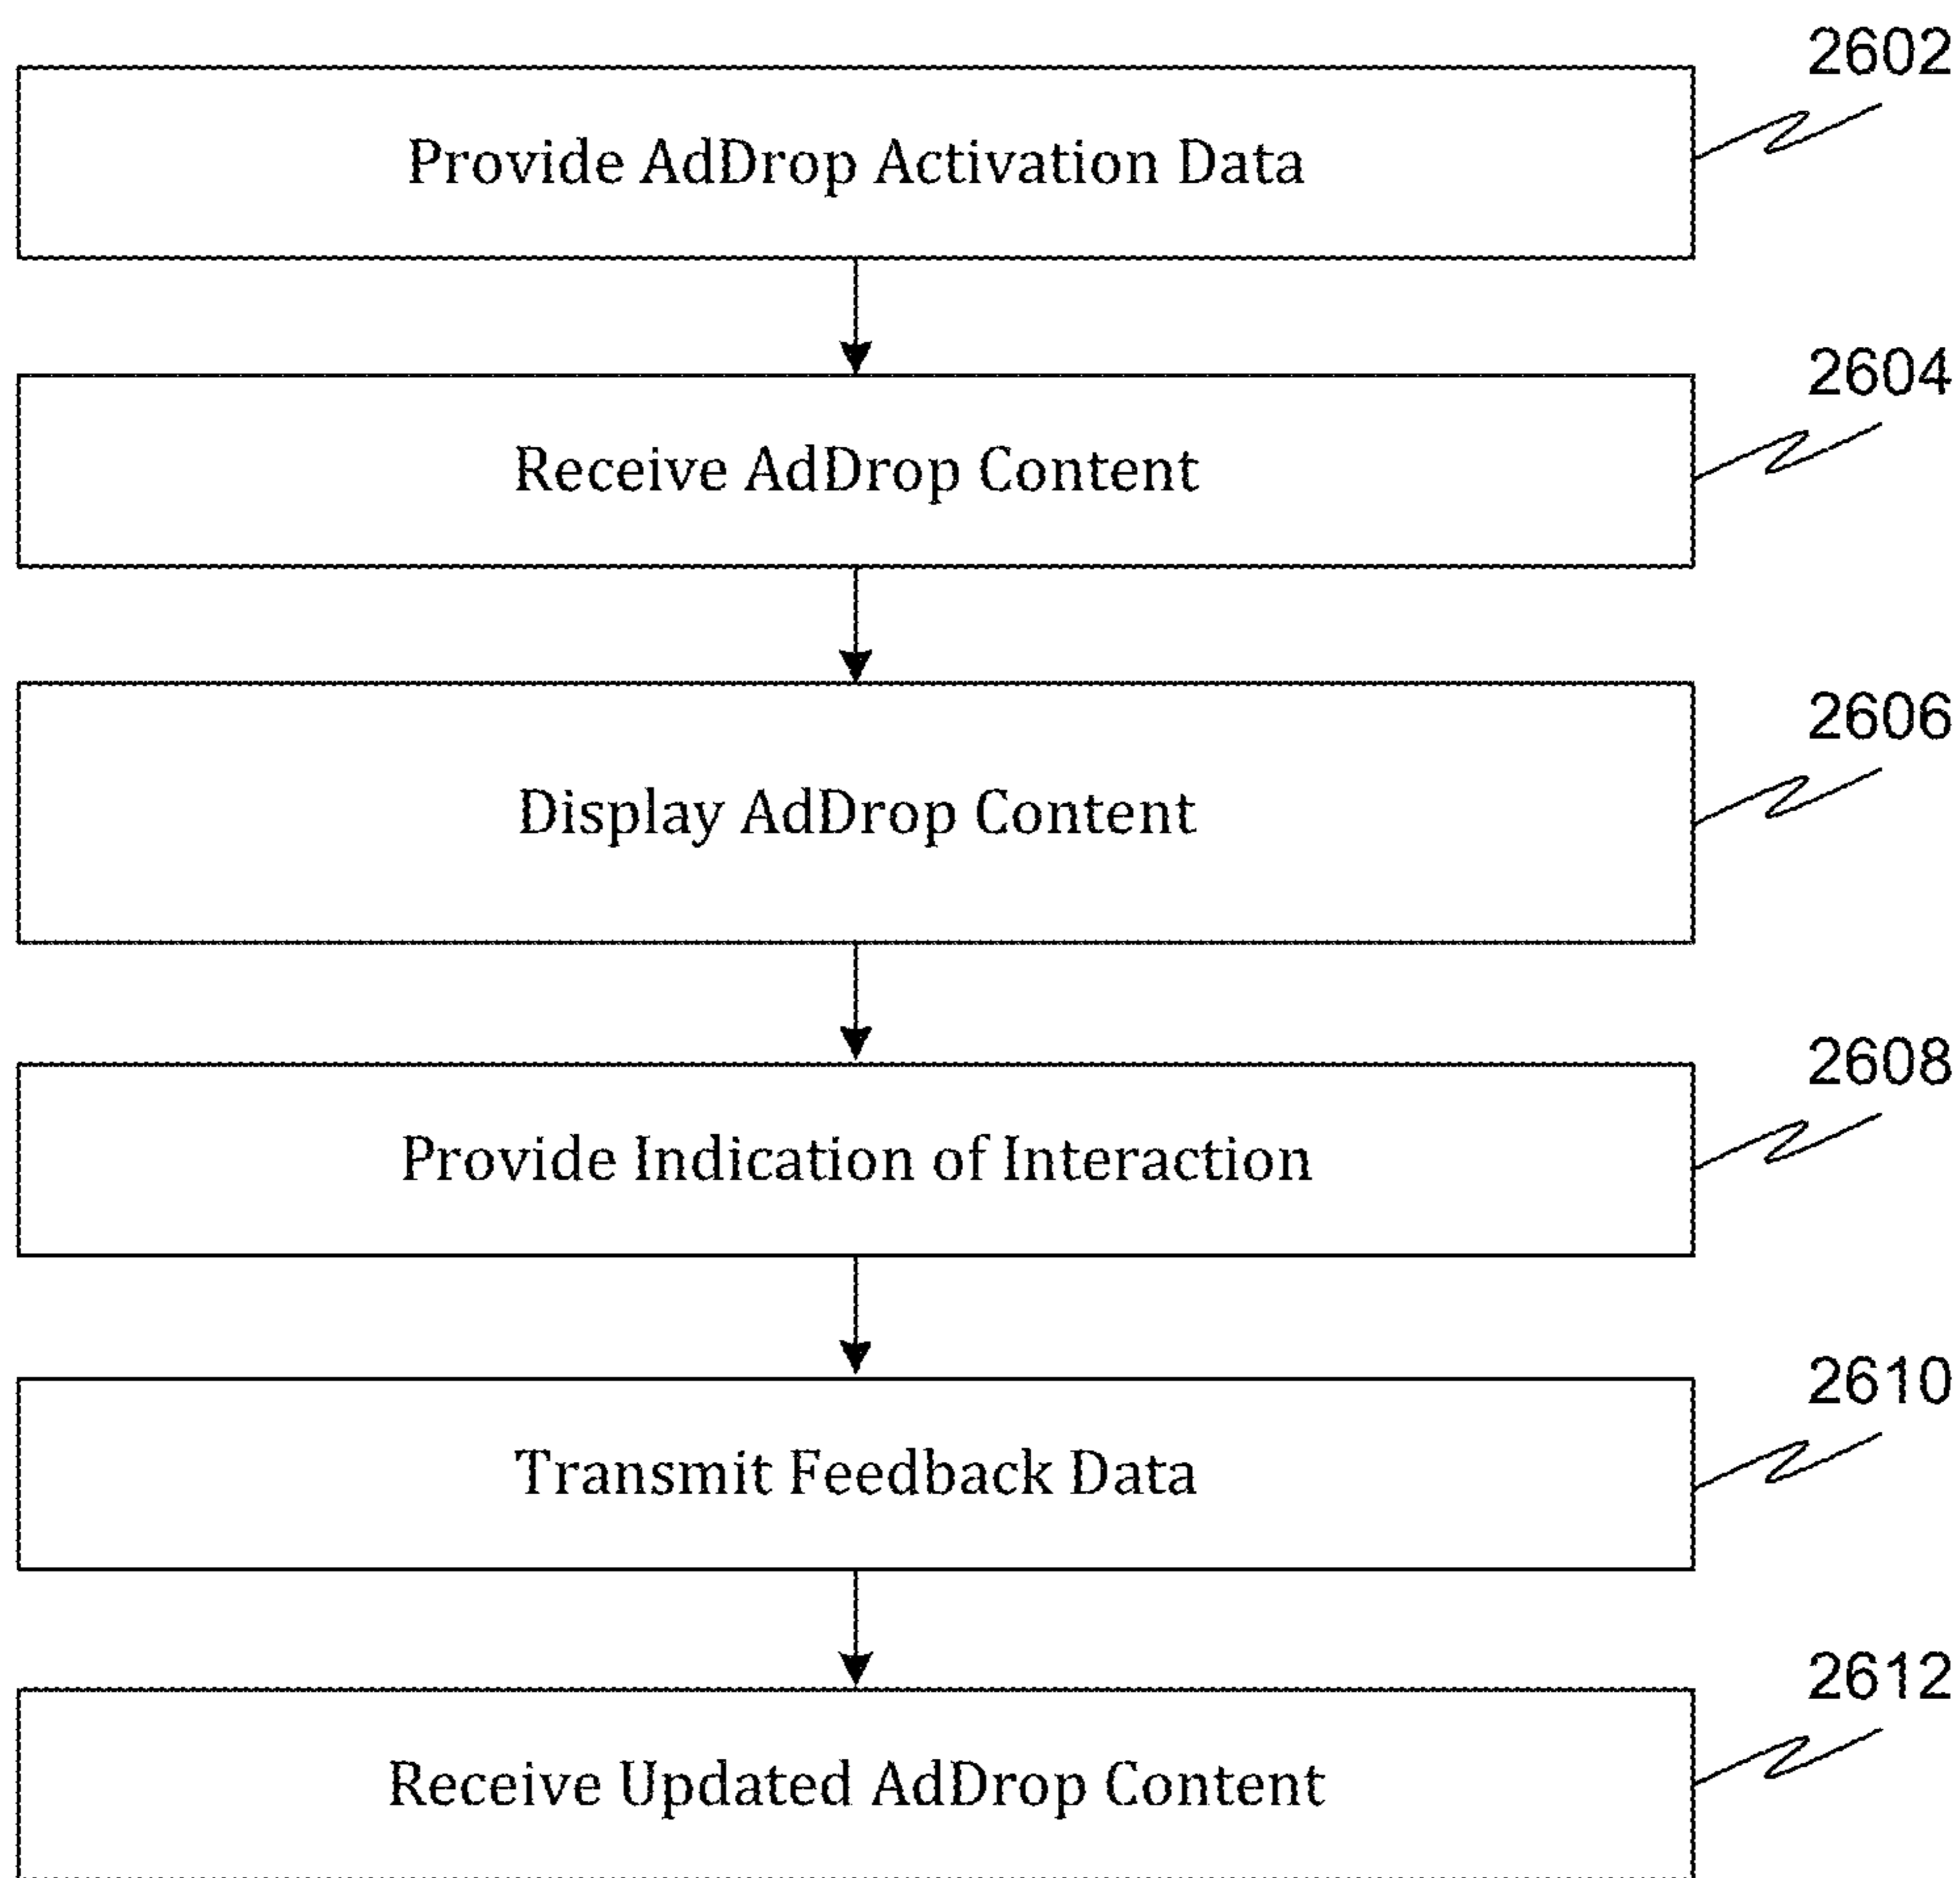 2602
Provide AdDrop Activation Data
2604
Receive AdDrop Content
2606
Display AdDrop Content
2608
Provide Indication of Interaction
2610
Transmit Feedback Data
2612
Receive Updated AdDrop Content